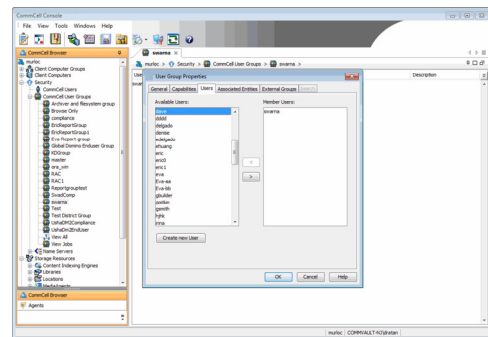 CommCell Console
File View Tools Windows Help
CommCell Browser
swarna
murloc
murloc > Security > CommCell User Groups > swarna >
Client Computer Groups
Client Computers
Security
CommCell Users
CommCell User Groups
Archiver and filesystem group
Browse Only
compliance
EricReportGroup
EricReportGroup1
Eva Report group
Global Domino Enduser Group
KDGroup
master
ora_win
RAC
RAC1
Reportgrouptest
SwadComp
swarna
Test
Test District Group
UshaDM2Compliance
UshaDm2EndUser
View All
View Jobs
Name Servers
Storage Resources
Content Indexing Engines
Libraries
Locations
MediaAgents
CommCell Browser
Agents
Description
User Group Properties
General Capabilities Users Associated Entities External Groups
Available Users:
dave
dddd
delgado
denise
ehuang
eric
eric0
eric1
eva
Eva-aa
Eva-bb
gbuilder
gsmith
hjhk
irina
<
>
Member Users:
swarna
Create new User
OK Cancel Help
murloc